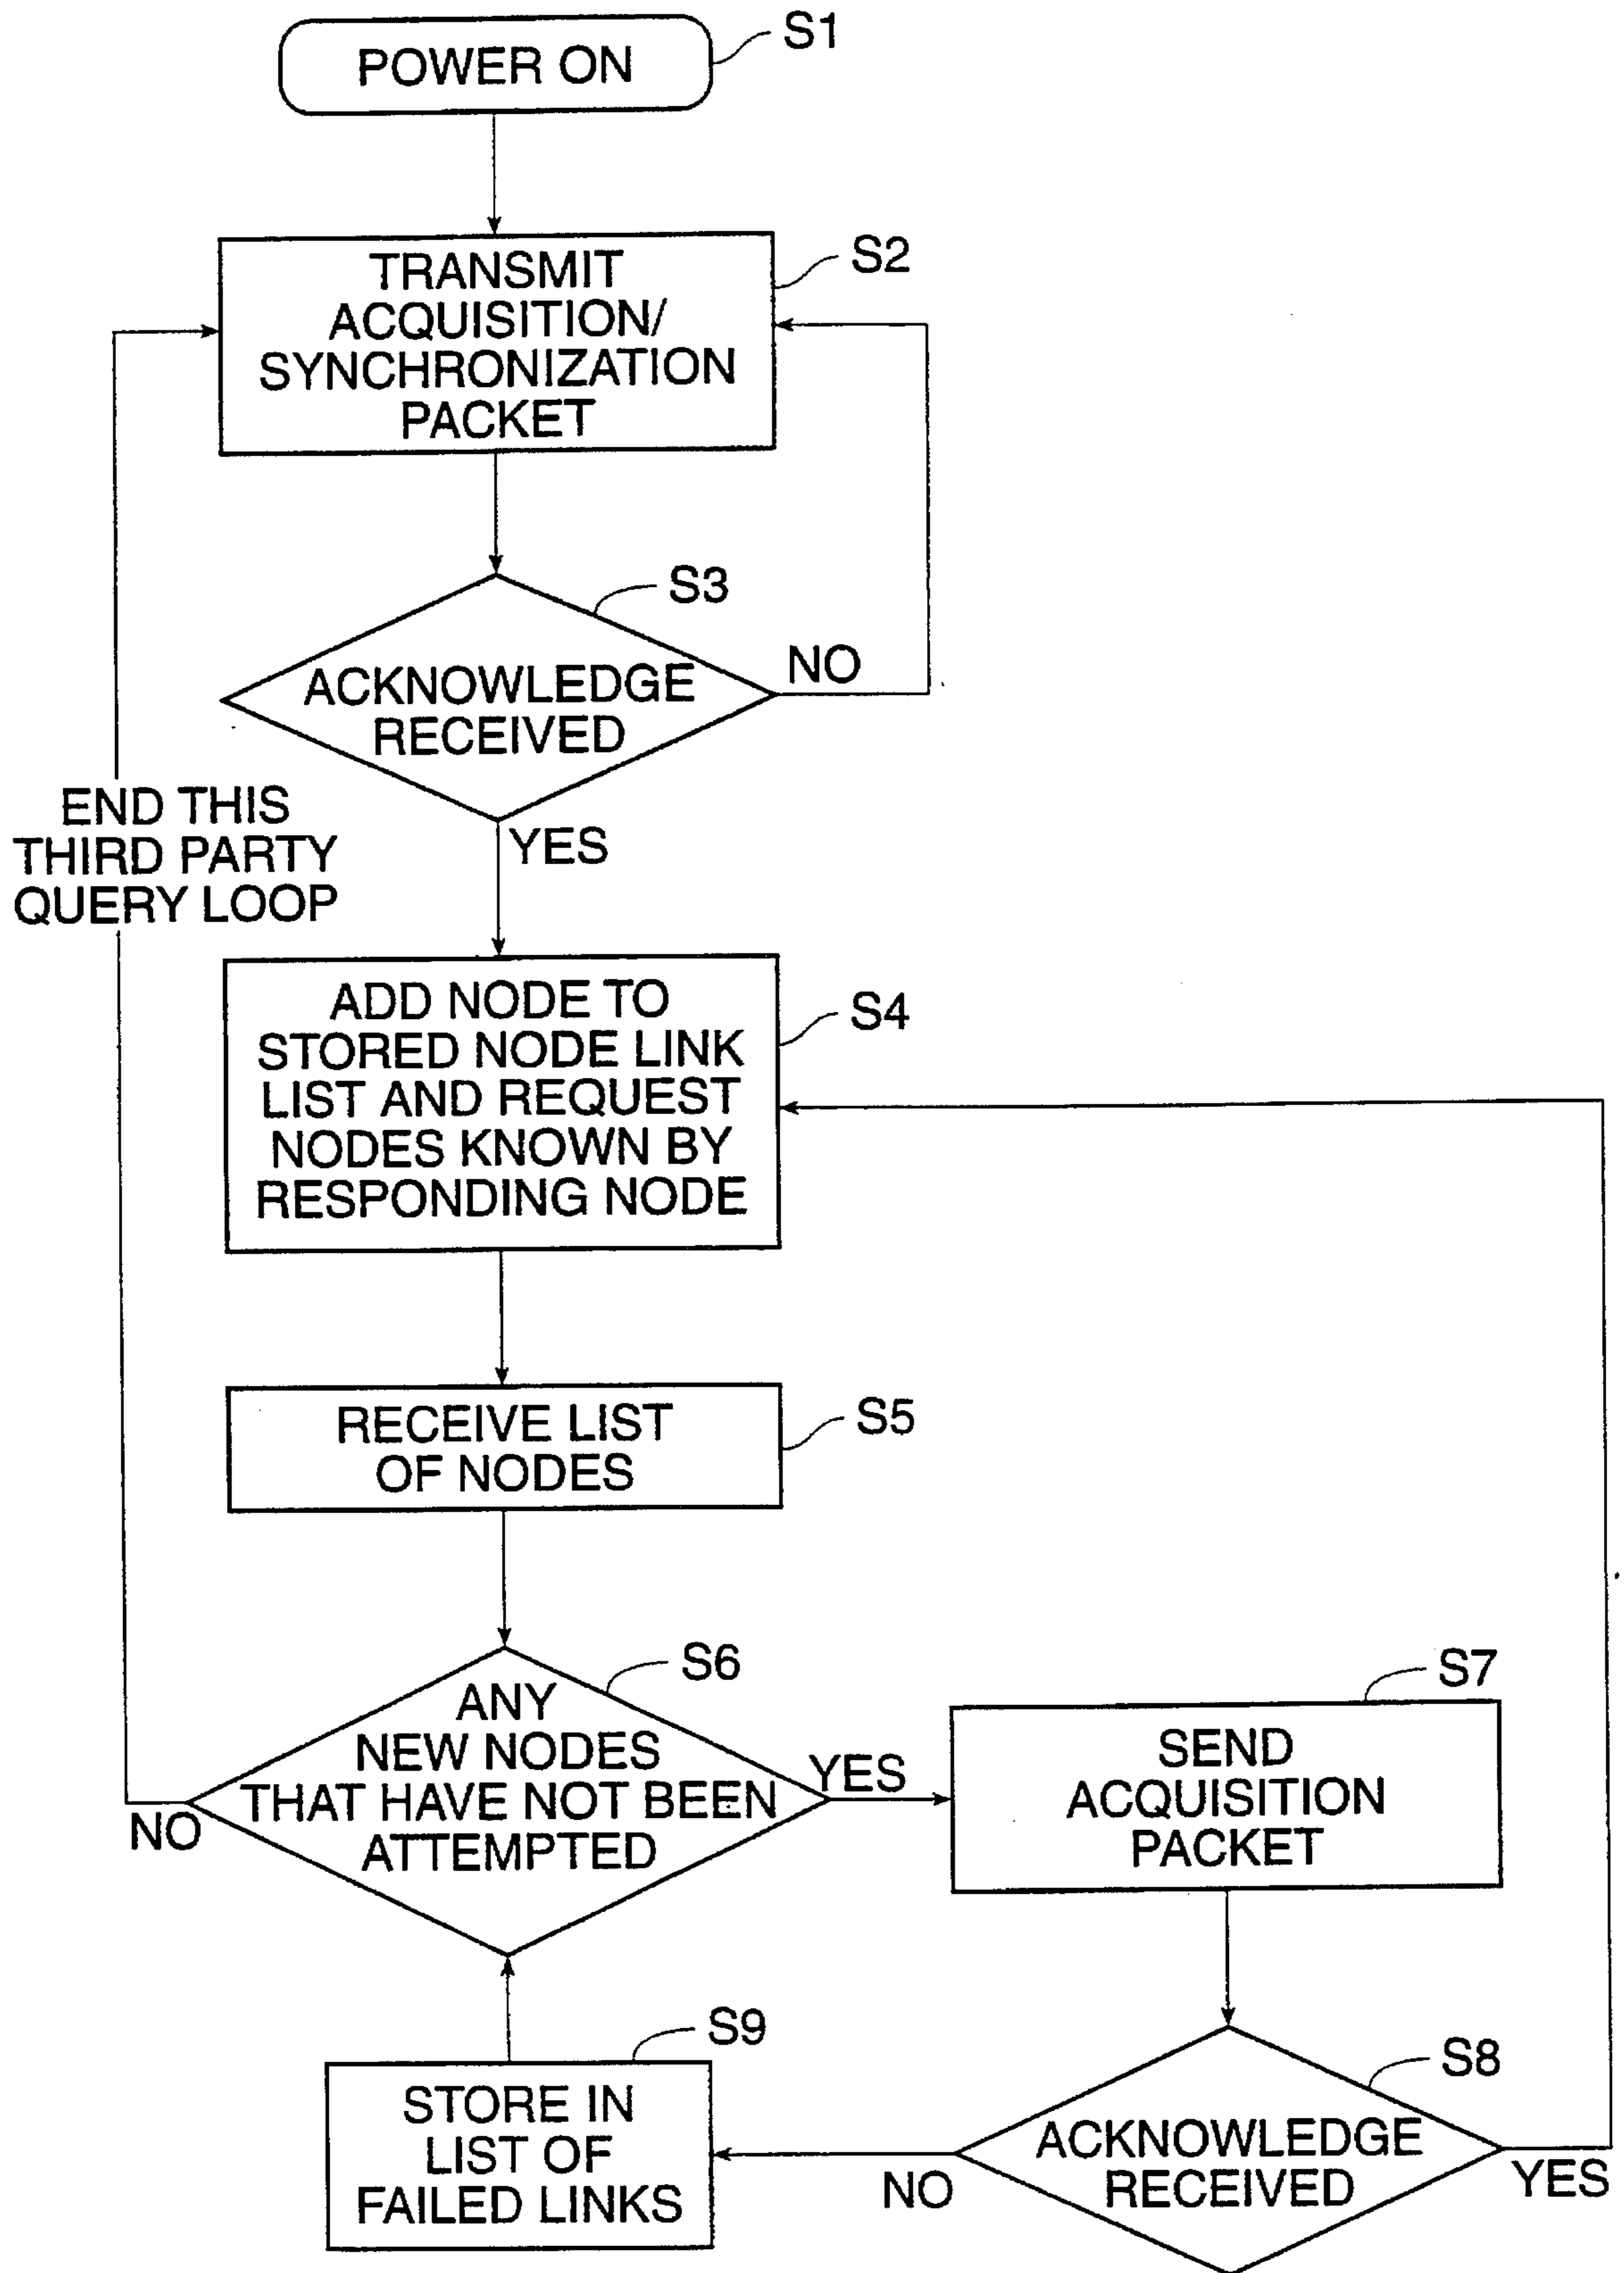 POWER ON
S1
TRANSMIT
ACQUISITION/
SYNCHRONIZATION
PACKET
S2
S3
ACKNOWLEDGE
RECEIVED
NO
YES
END THIS
THIRD PARTY
QUERY LOOP
ADD NODE TO
STORED NODE LINK
LIST AND REQUEST
NODES KNOWN BY
RESPONDING NODE
S4
RECEIVE LIST
OF NODES
S5
S6
ANY
NEW NODES
THAT HAVE NOT BEEN
ATTEMPTED
NO
YES
S7
SEND
ACQUISITION
PACKET
S8
ACKNOWLEDGE
RECEIVED
YES
NO
S9
STORE IN
LIST OF
FAILED LINKS